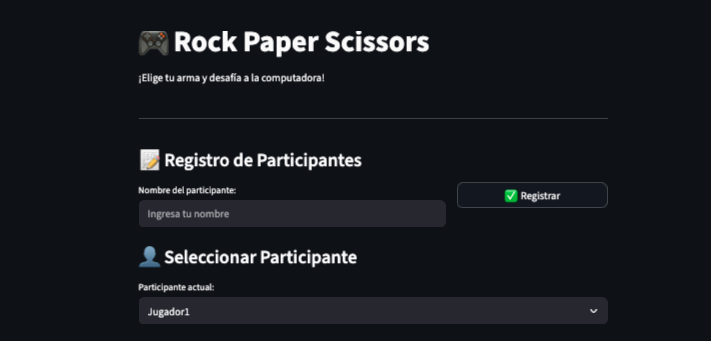 🎮 Rock Paper Scissors
¡Elige tu arma y desafía a la computadora!
📝 Registro de Participantes
Nombre del participante:
Ingresa tu nombre
✅ Registrar
👤 Seleccionar Participante
Participante actual:
Jugador1